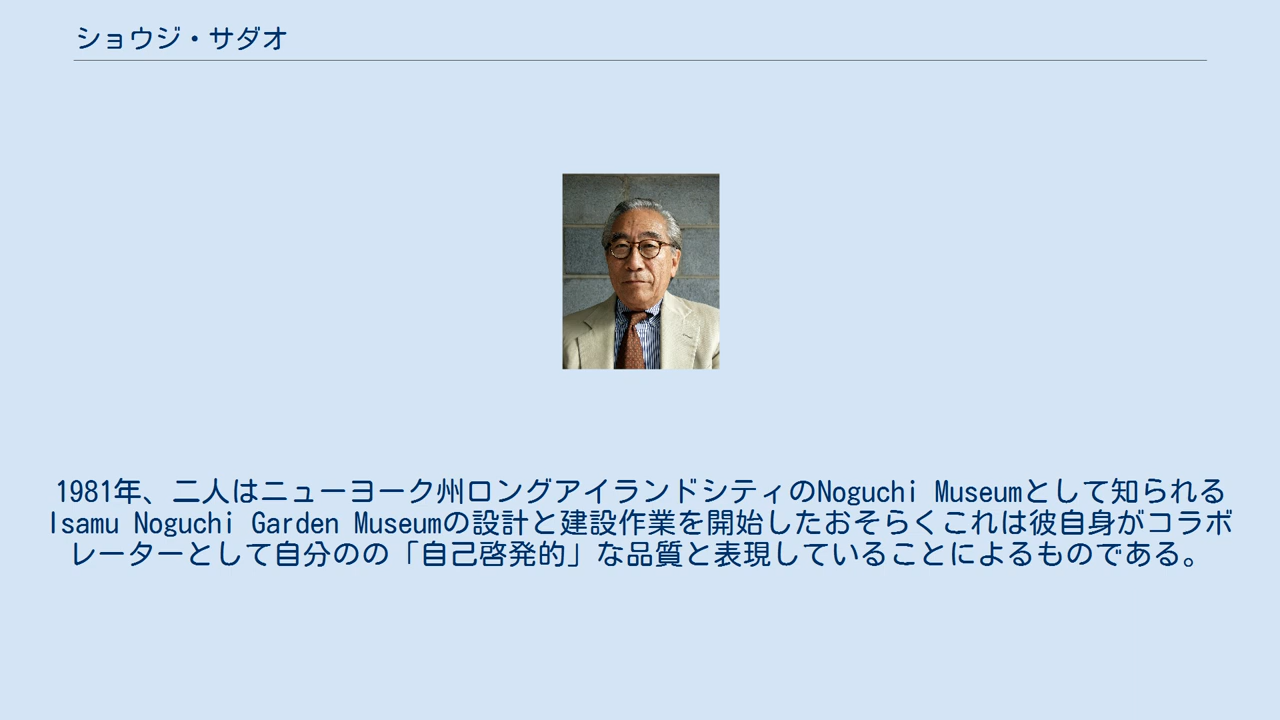 ショウジ・サダオ
1981年、二人はニューヨーク州ロングアイランドシティのNoguchi Museumとして知られる
Isamu Noguchi Garden Museumの設計と建設作業を開始したおそらくこれは彼自身がコラボ
レーターとして自分のの「自己啓発的」な品質と表現していることによるものである。